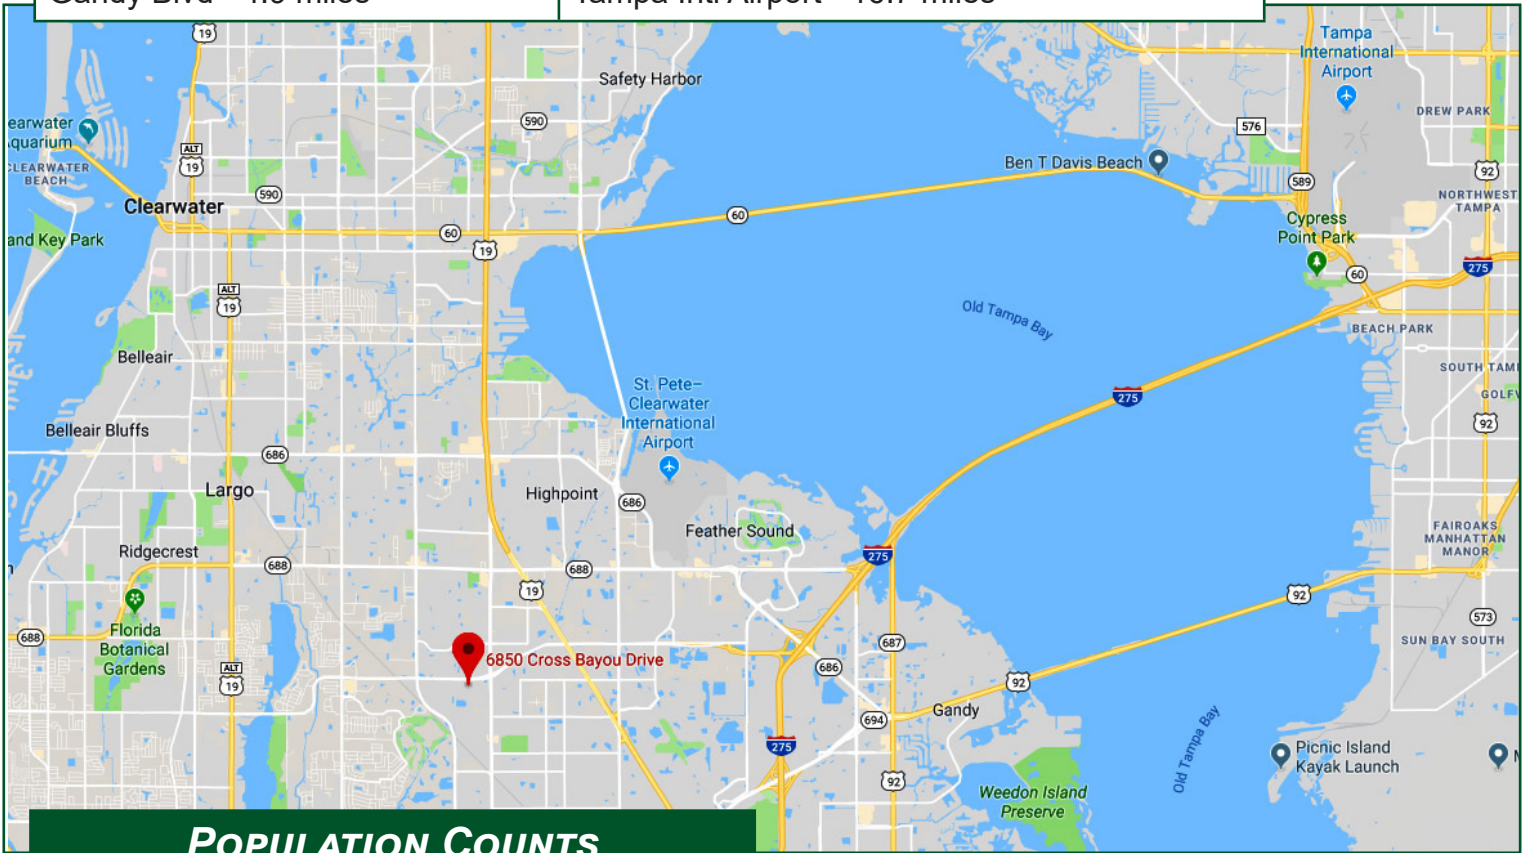 19
Tampa
International
Airport
Safety Harbor
590
576
DREW PARK
earwater
quarium
Ben T Davis Beach
ALT
19
CLEARWATER
BEACH
589
92
590
NORTHWEST
TAMPA
Clearwater
60
Cypress
Point Park
and Key Park
60
19
60
275
ALT
19
Old Tampa Bay
BEACH PARK
Belleair
SOUTH TAM
St. Pete–
Clearwater
International
Airport
275
GOLF
92
Belleair Bluffs
686
Largo
Highpoint
686
Feather Sound
FAIROAKS
MANHATTAN
MANOR
Ridgecrest
275
688
688
19
92
573
688
Florida
Botanical
Gardens
687
SUN BAY SOUTH
6850 Cross Bayou Drive
686
ALT
19
92
694
Gandy
275
Old Tampa Bay
Picnic Island
Kayak Launch
92
Weedon Island
Preserve
POPULATION COUNTS